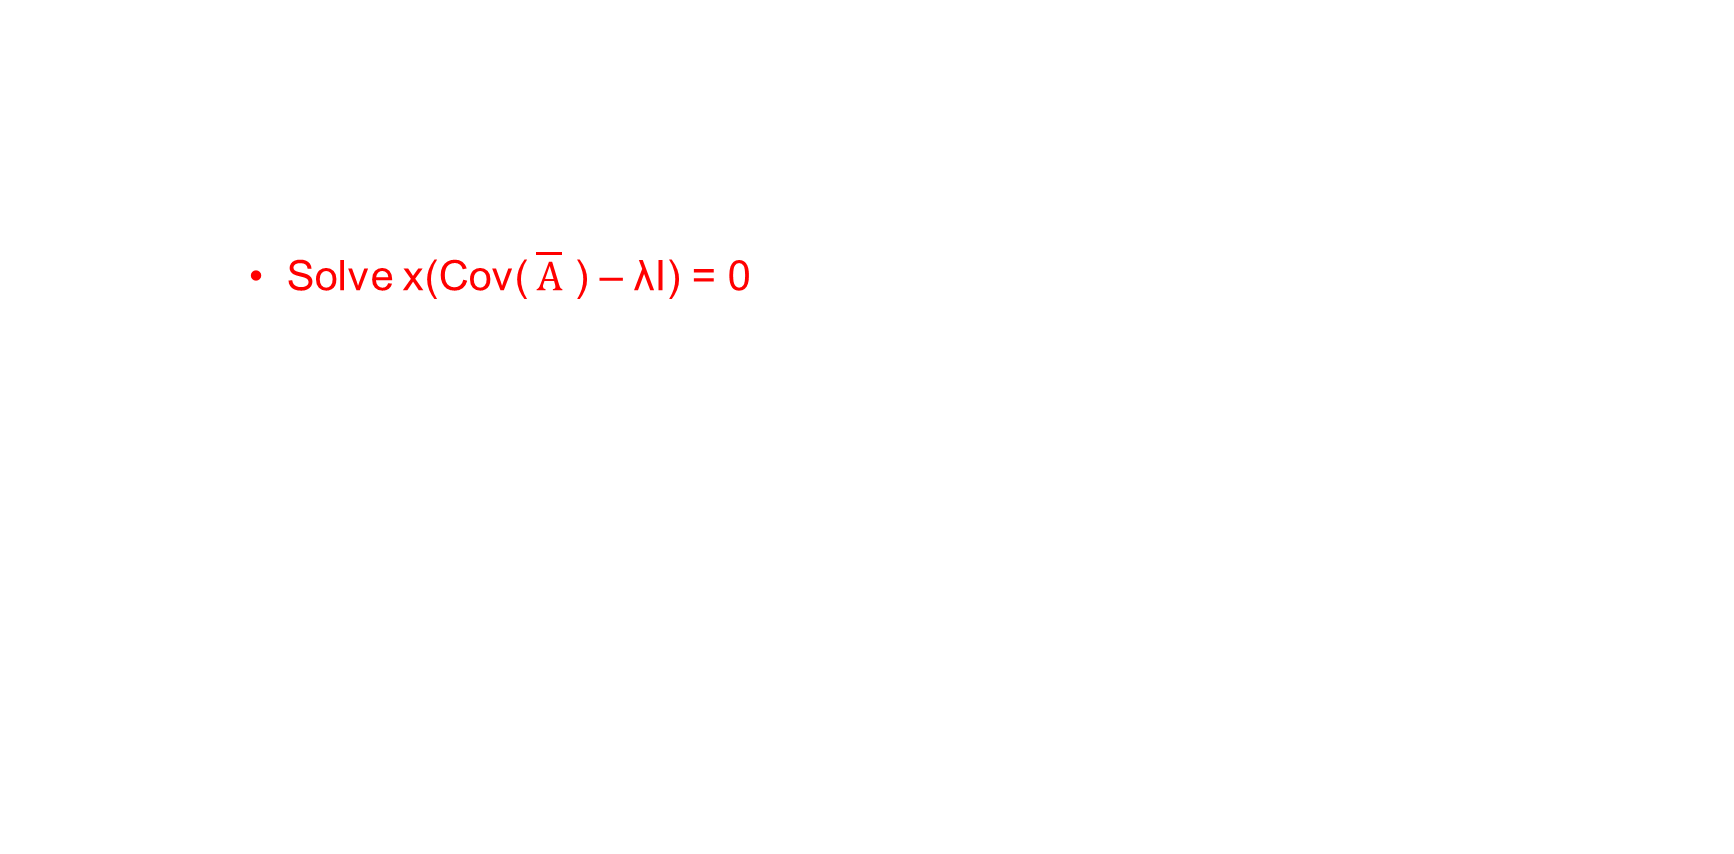 • Solve x(Cov( A̅ ) – λI) = 0